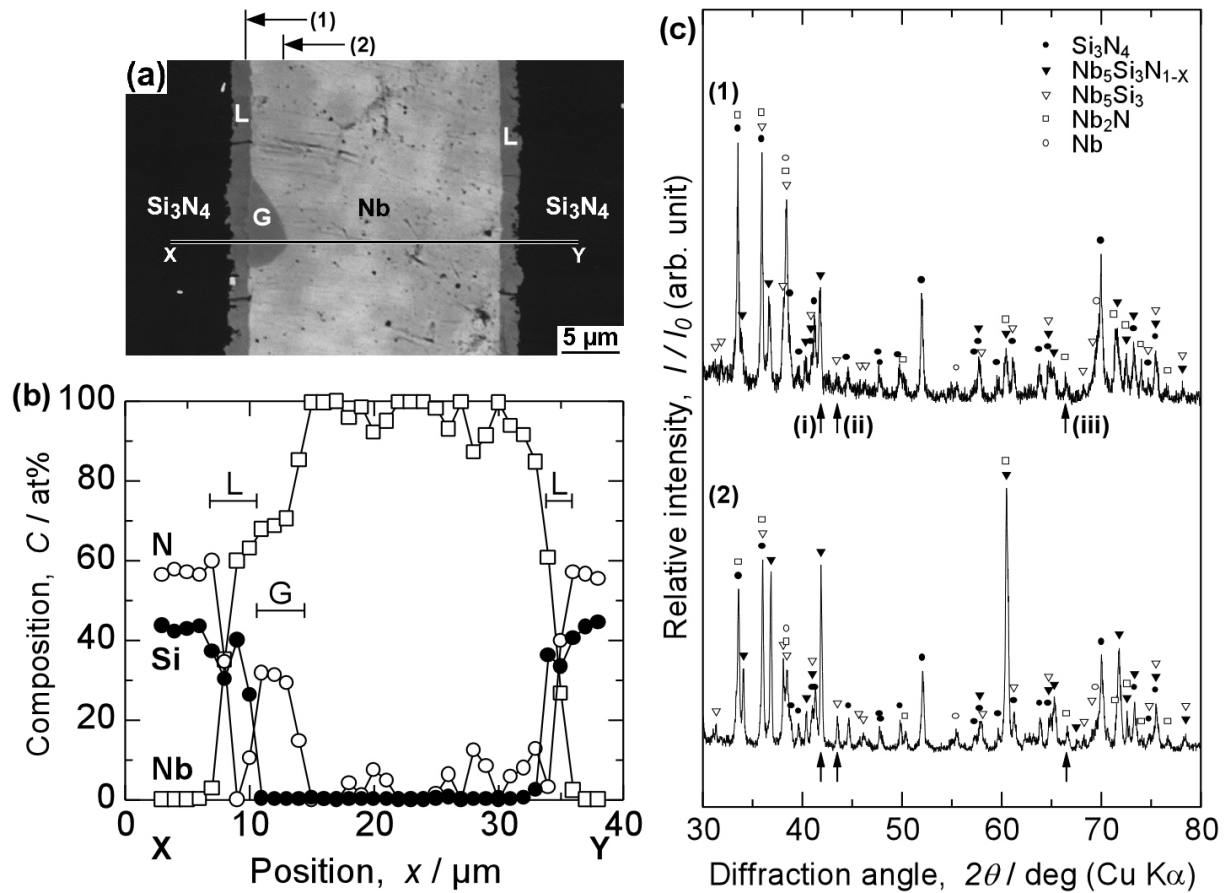 (1)
(2)
(a)
L
L
Si₃N₄
G
Nb
Si₃N₄
X
Y
5 µm
(b)
100
80
60
40
20
0
Composition, C / at%
L
L
N
G
Si
Nb
0
10
20
30
40
X
Y
Position, x / µm
(c)
(1)
● Si₃N₄
▼ Nb₅Si₃N₁₋ₓ
▽ Nb₅Si₃
□ Nb₂N
○ Nb
(i)
(ii)
(iii)
(2)
Relative intensity, I / I₀ (arb. unit)
30
40
50
60
70
80
Diffraction angle, 2θ / deg (Cu Kα)